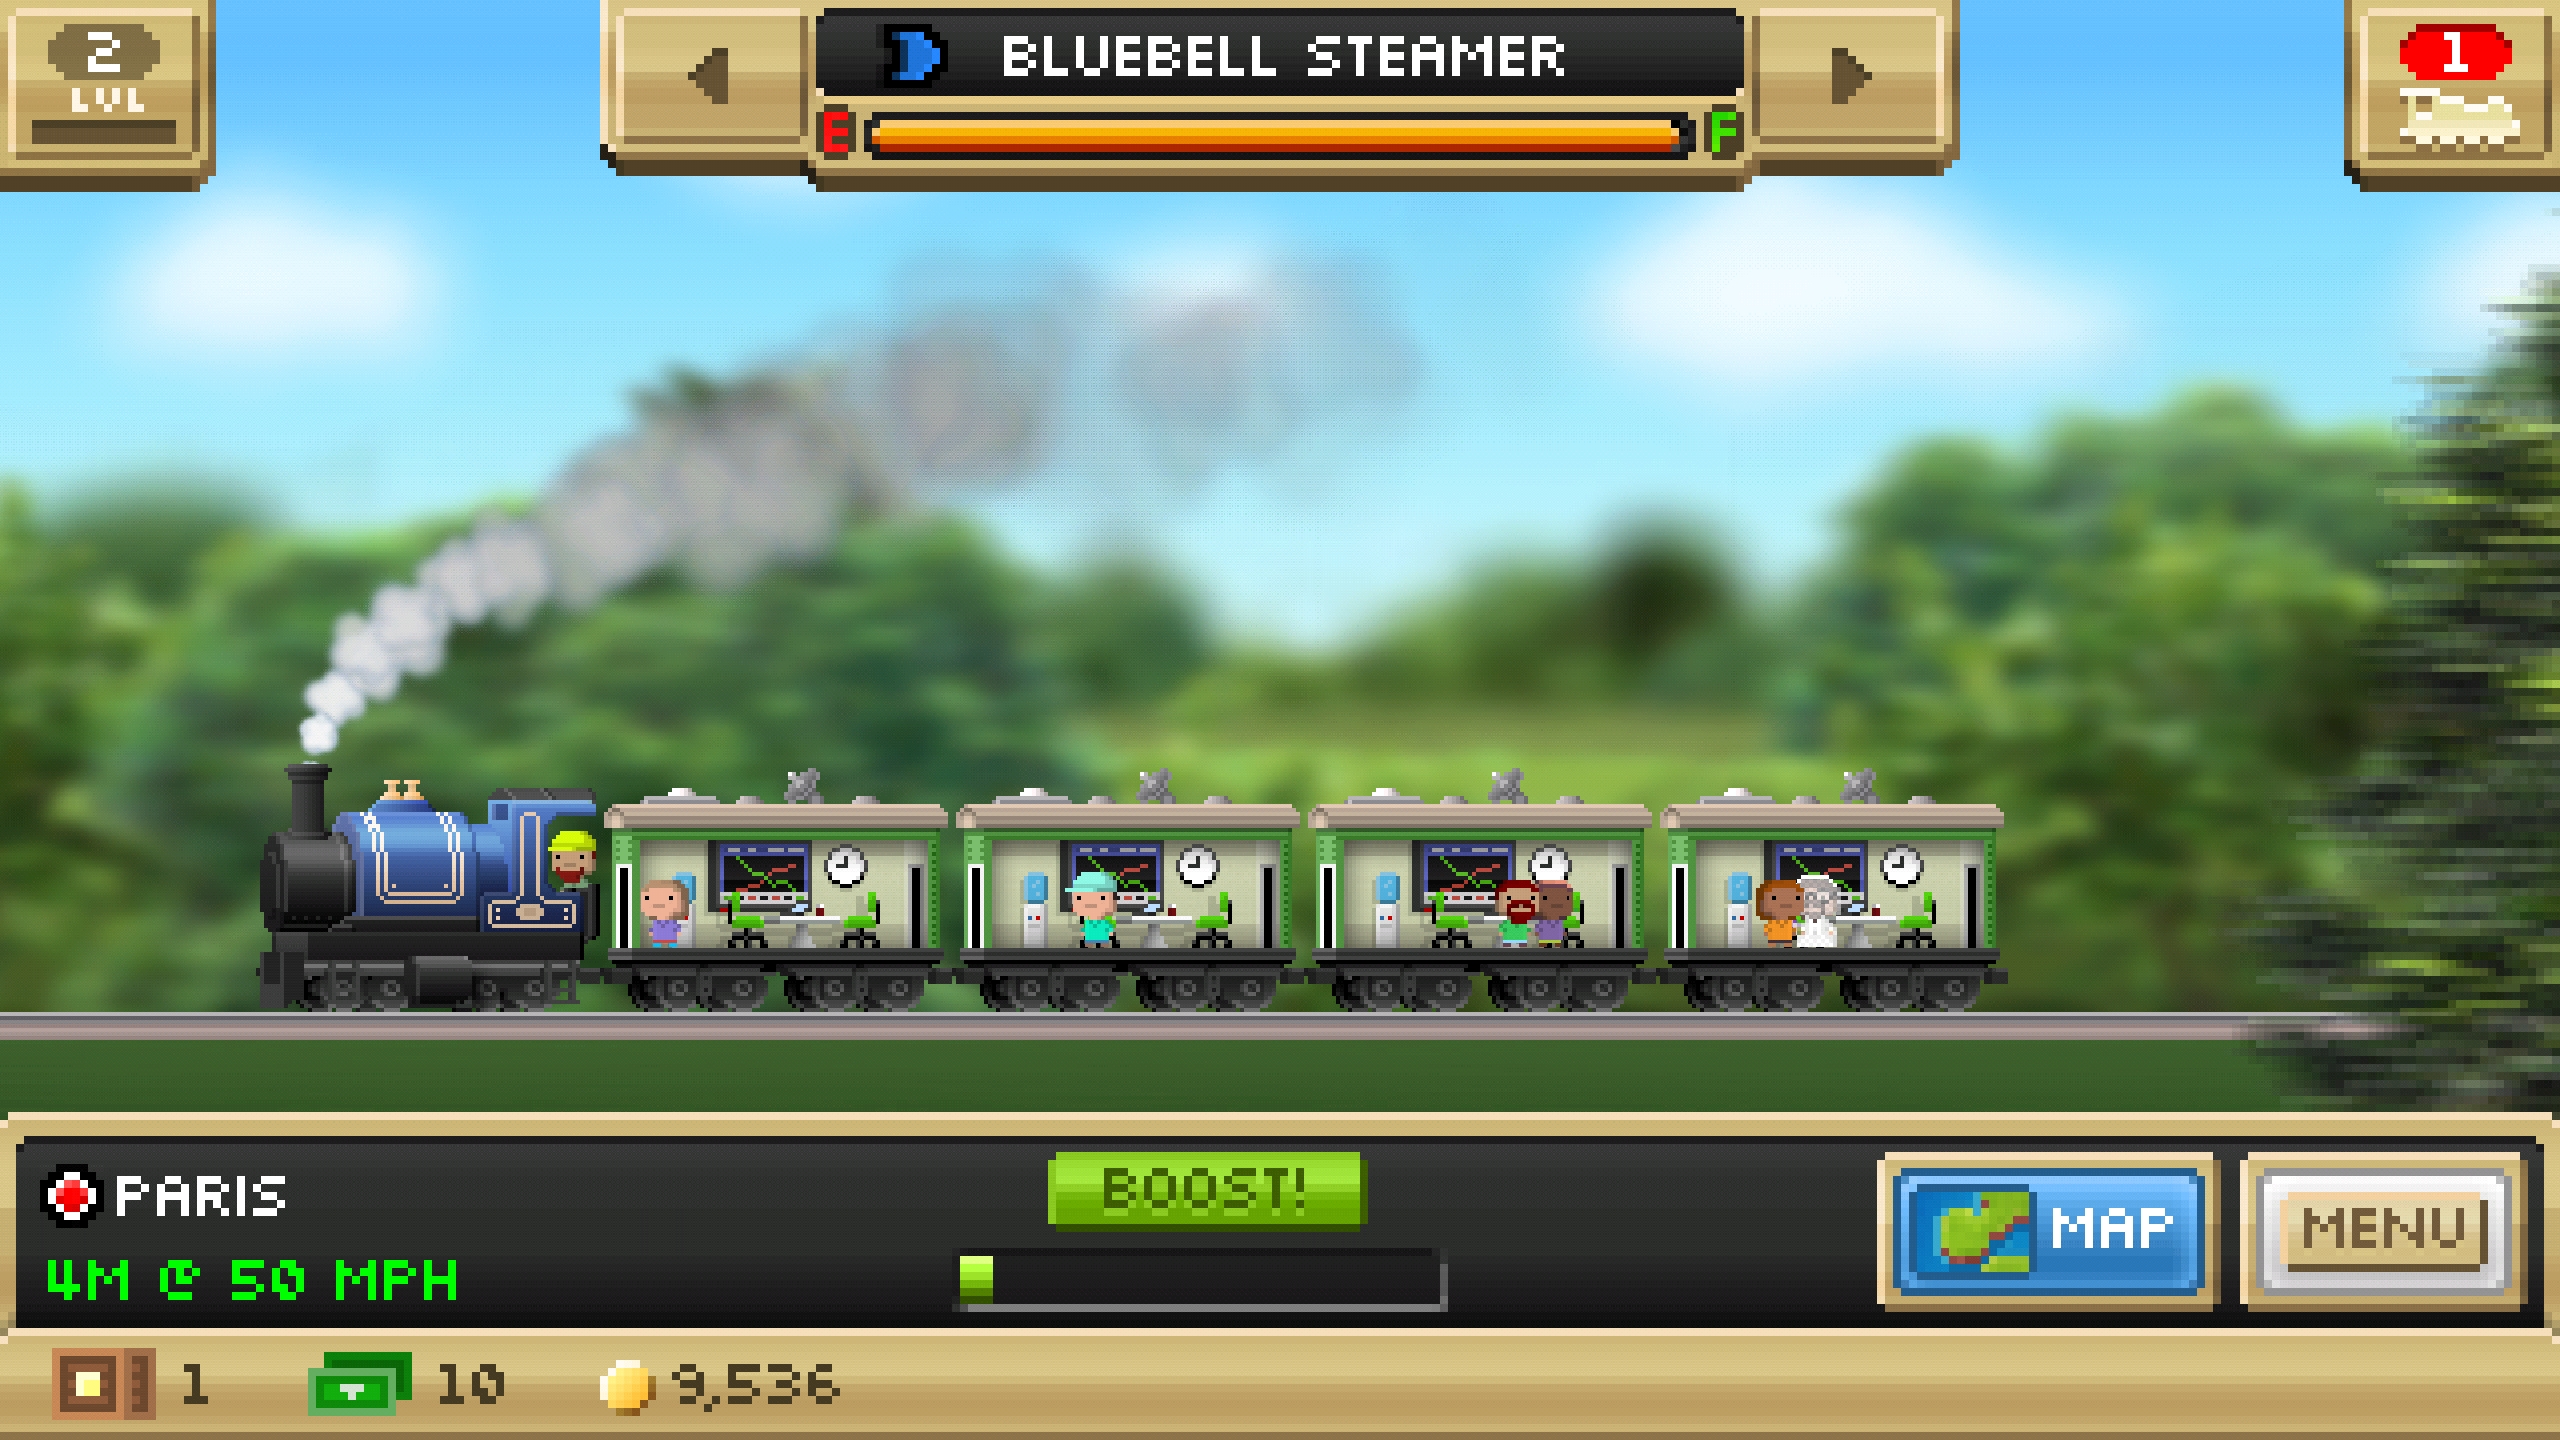 2
LVL
BLUEBELL STEAMER
E F
1
PARIS
4M @ 50 MPH
BOOST!
MAP
MENU
1 10 9,536